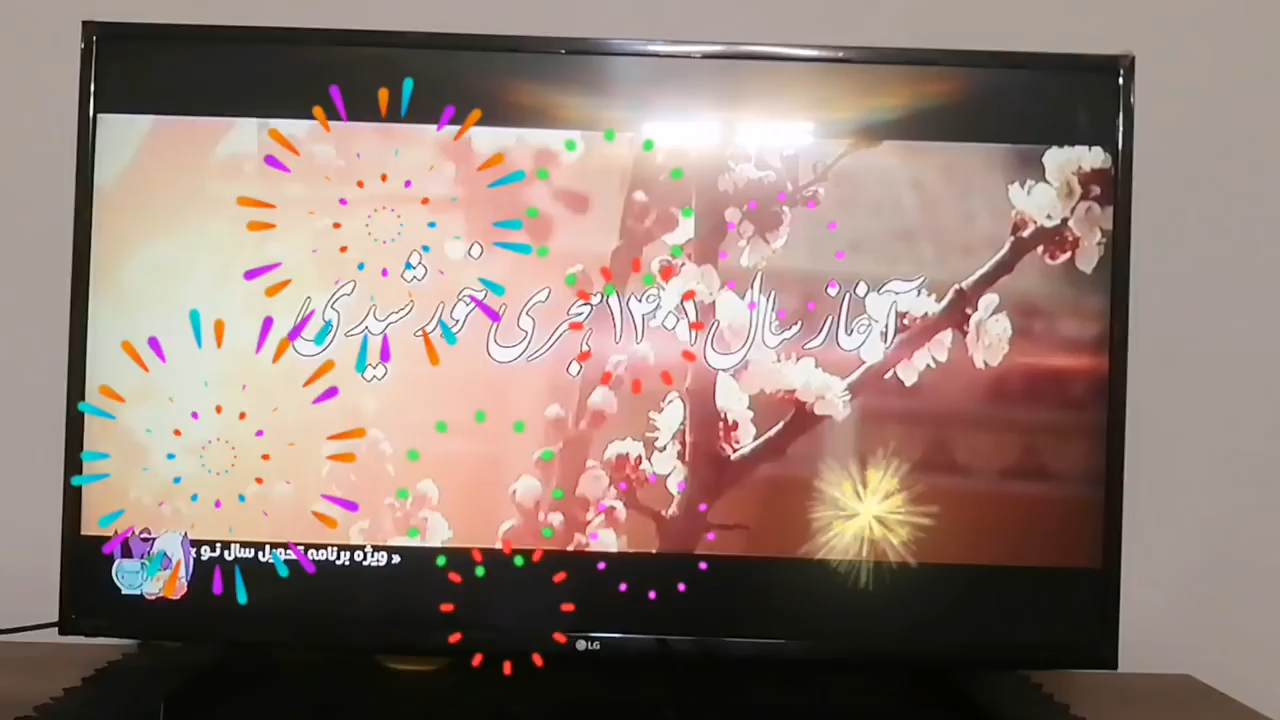 آغاز سال ۱۴۰۱ هجری خورشیدی
« ویژه برنامه تحویل سال نو »
LG